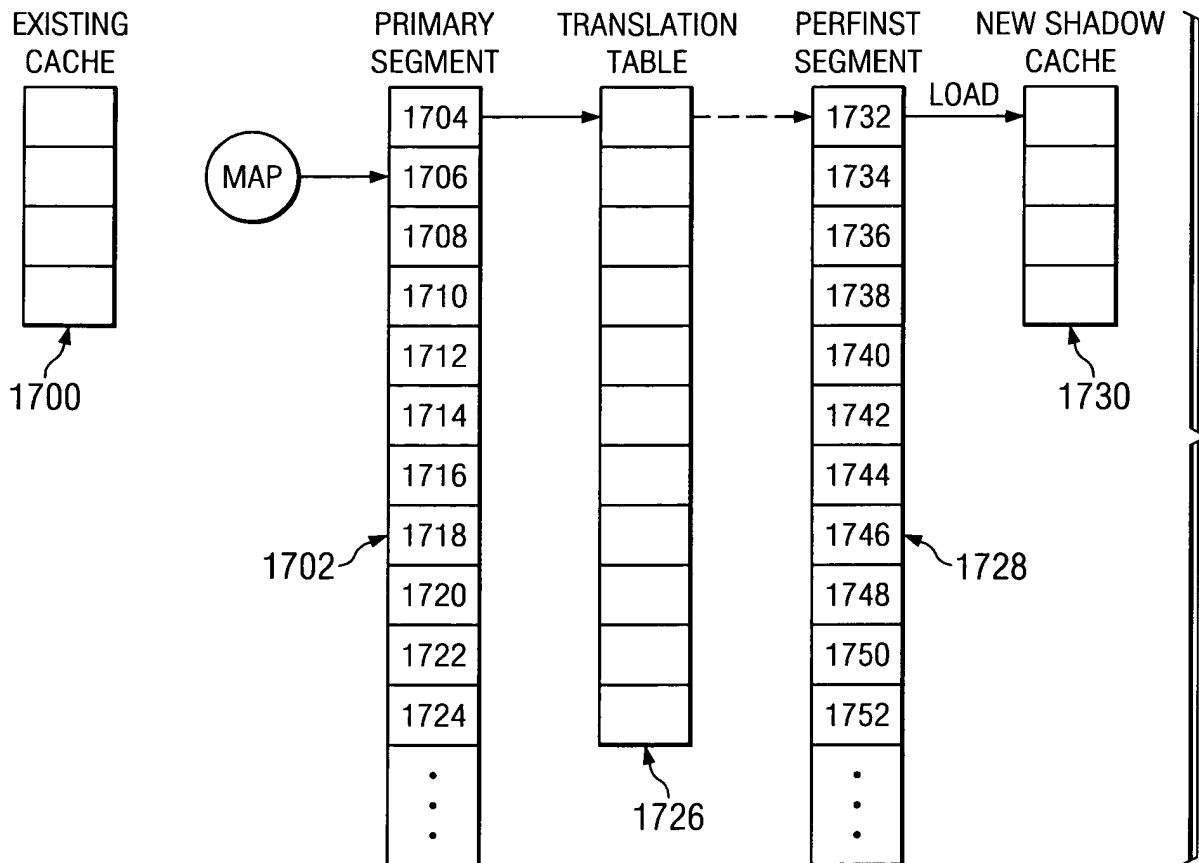 EXISTING
CACHE
PRIMARY
SEGMENT
TRANSLATION
TABLE
PERFINST
SEGMENT
NEW SHADOW
CACHE
1704
1732
LOAD
MAP
1706
1734
1708
1736
1710
1738
1712
1740
1700
1730
1714
1742
1716
1744
1702
1718
1746
1728
1720
1748
1722
1750
1724
1752
1726